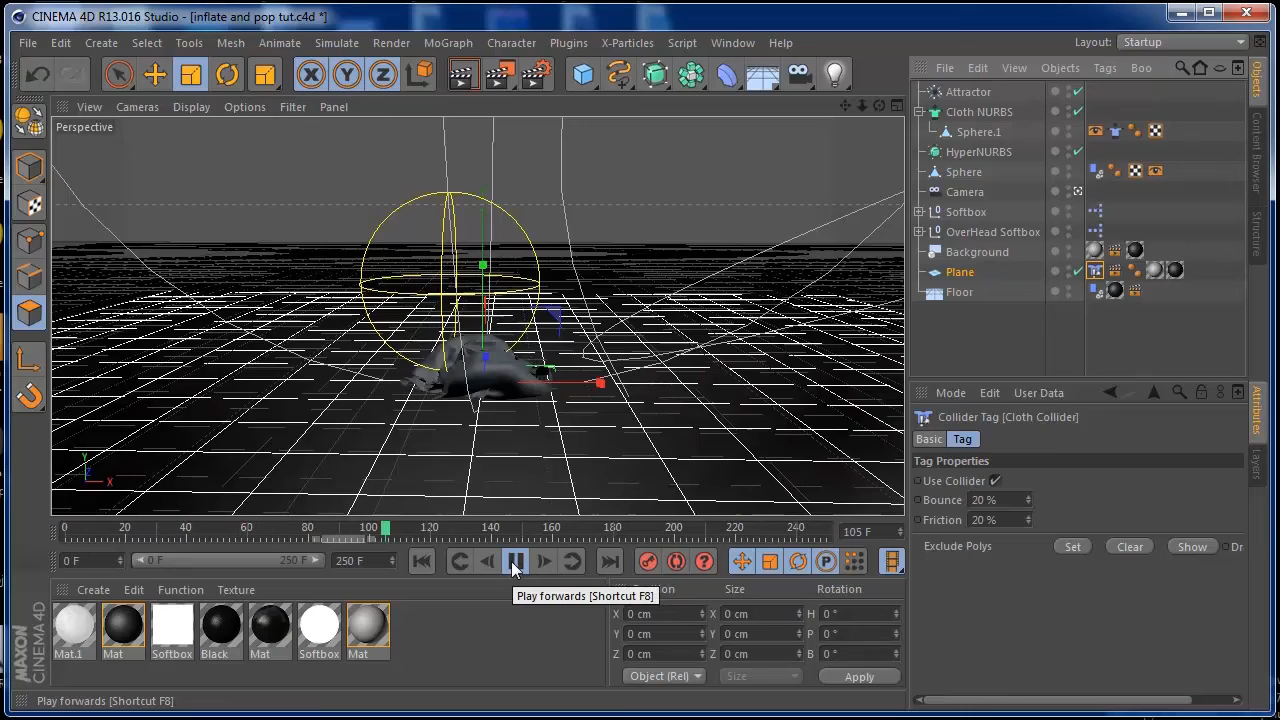 CINEMA 4D R13.016 Studio - [inflate and pop tut.c4d *]
File Edit Create Select Tools Mesh Animate Simulate Render MoGraph Character Plugins X-Particles Script Window Help
Layout: Startup
X Y Z
File Edit View Objects Tags Boo
View Cameras Display Options Filter Panel
Perspective
Attractor
Cloth NURBS
Sphere.1
HyperNURBS
Sphere
Camera
Softbox
OverHead Softbox
Background
Plane
Floor
Objects
Content Browser
Structure
Mode Edit User Data
Collider Tag [Cloth Collider]
Basic Tag
Tag Properties
Use Collider
Bounce 20 %
Friction 20 %
Exclude Polys Set Clear Show Dr
Attributes
Layers
Y
Z
X
0 20 40 60 80 100 120 140 160 180 200 220 240 105 F
0 F 0 F 250 F 250 F
P
Play forwards [Shortcut F8]
Create Edit Function Texture
Mat.1 Mat Softbox Black Mat Softbox Mat
Size Rotation
X 0 cm X 0 cm H 0 °
Y 0 cm Y 0 cm P 0 °
Z 0 cm Z 0 cm B 0 °
Object (Rel) Size Apply
MAXON
CINEMA 4D
Play forwards [Shortcut F8]